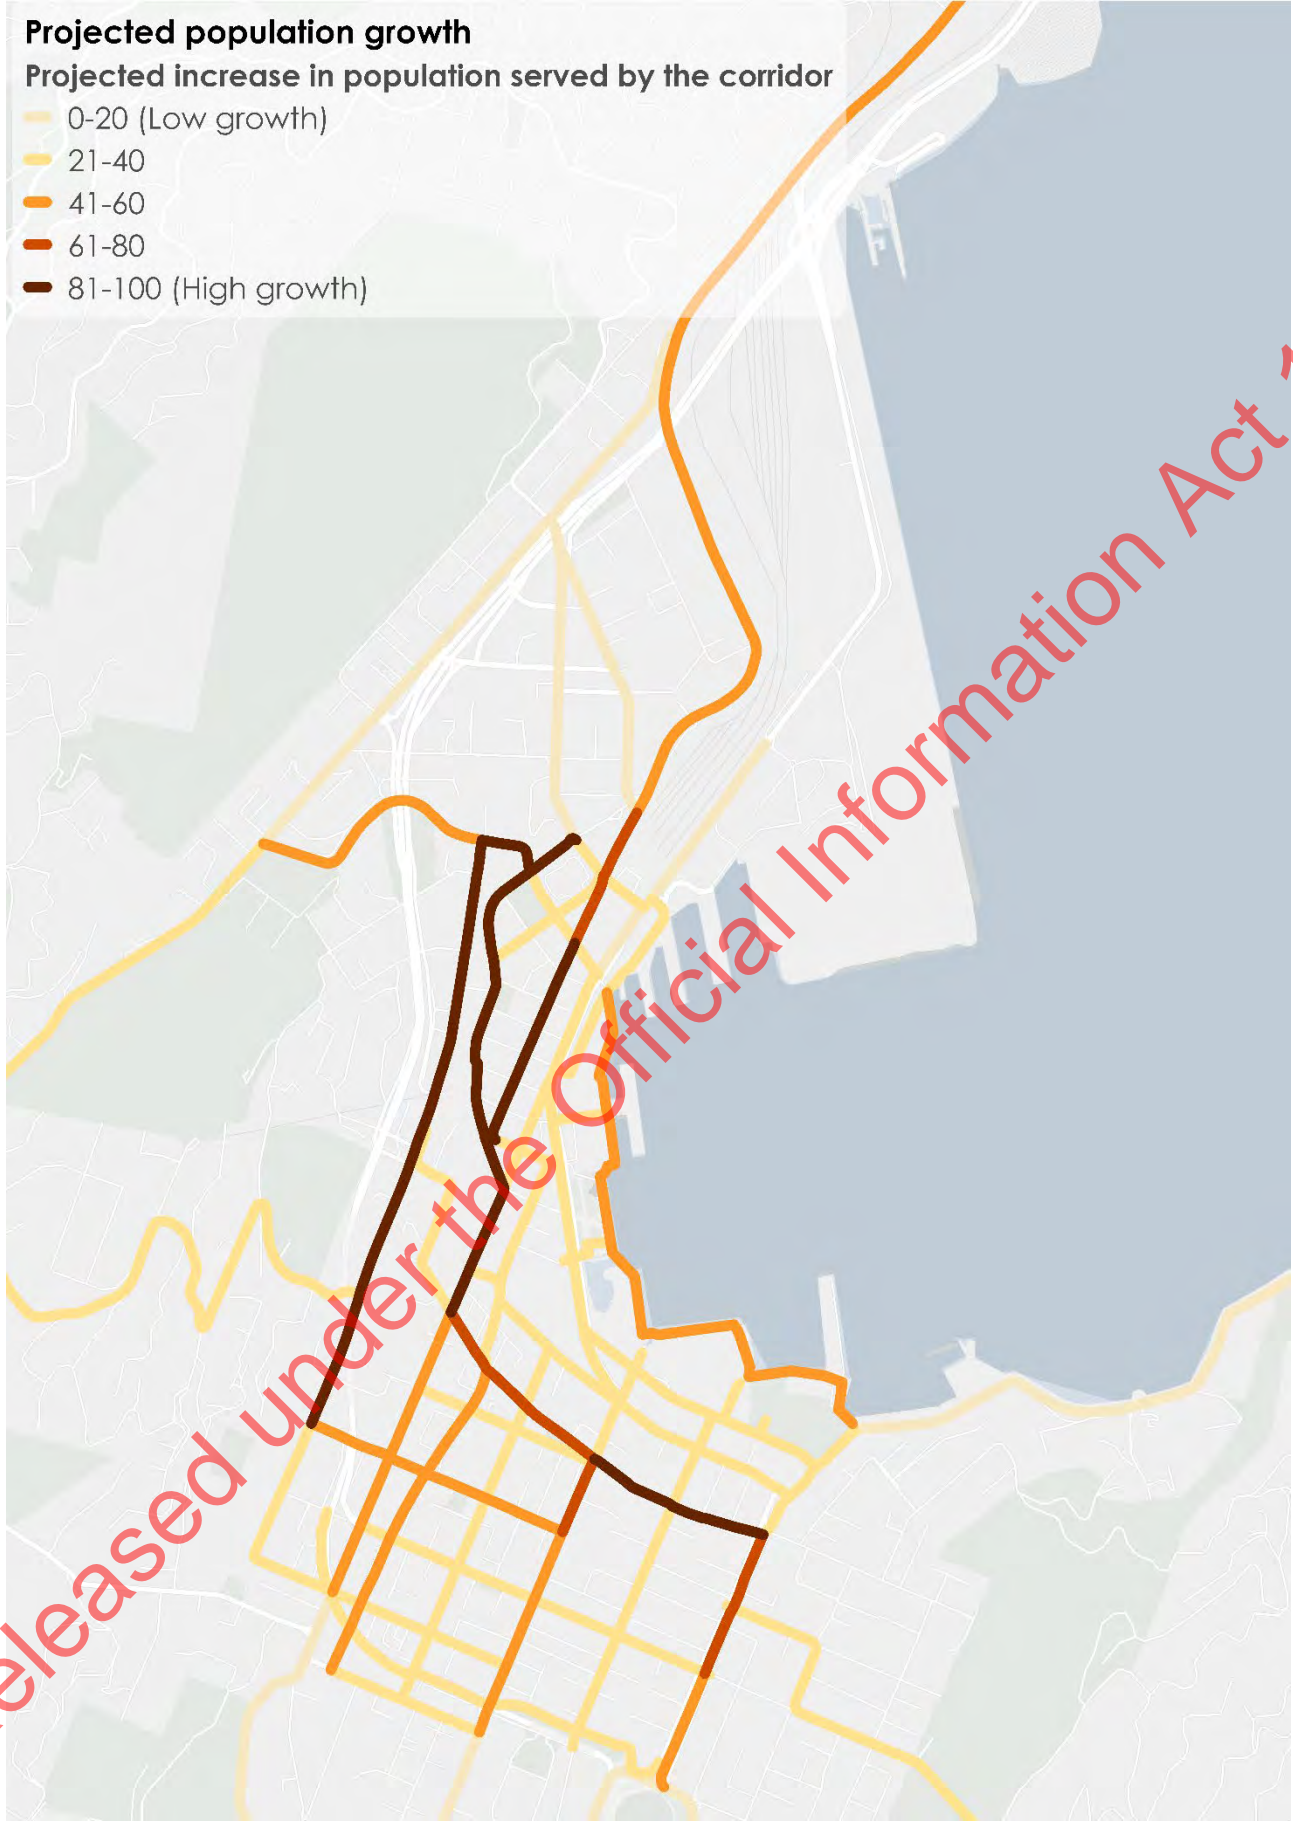 Projected population growth
Projected increase in population served by the corridor
0-20 (Low growth)
21-40
41-60
61-80
81-100 (High growth)
eleased under the Official Information Act